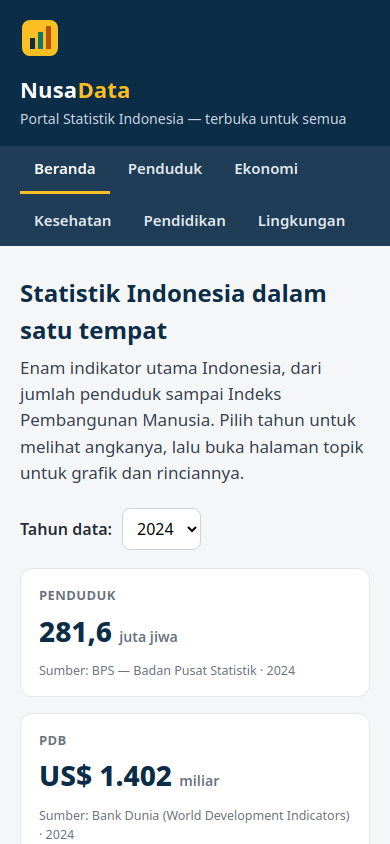 NusaData
Portal Statistik Indonesia — terbuka untuk semua
Beranda Penduduk Ekonomi
Kesehatan Pendidikan Lingkungan
Statistik Indonesia dalam
satu tempat
Enam indikator utama Indonesia, dari
jumlah penduduk sampai Indeks
Pembangunan Manusia. Pilih tahun untuk
melihat angkanya, lalu buka halaman topik
untuk grafik dan rinciannya.
Tahun data: 2024
PENDUDUK
281,6 juta jiwa
Sumber: BPS — Badan Pusat Statistik · 2024
PDB
US$ 1.402 miliar
Sumber: Bank Dunia (World Development Indicators)
· 2024